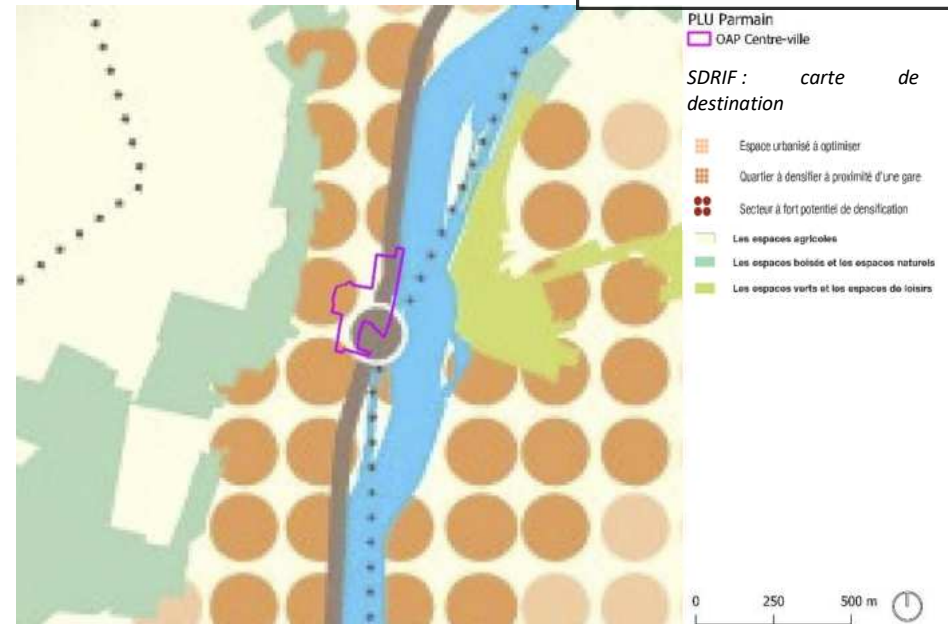 PLU Parmain
OAP Centre-ville
SDRIF : carte de
destination
Espace urbanisé à optimiser
Quartier à densifier à proximité d'une gare
Secteur à fort potentiel de densification
Les espaces agricoles
Les espaces boisés et les espaces naturels
Les espaces verts et les espaces de loisirs
0 250 500 m